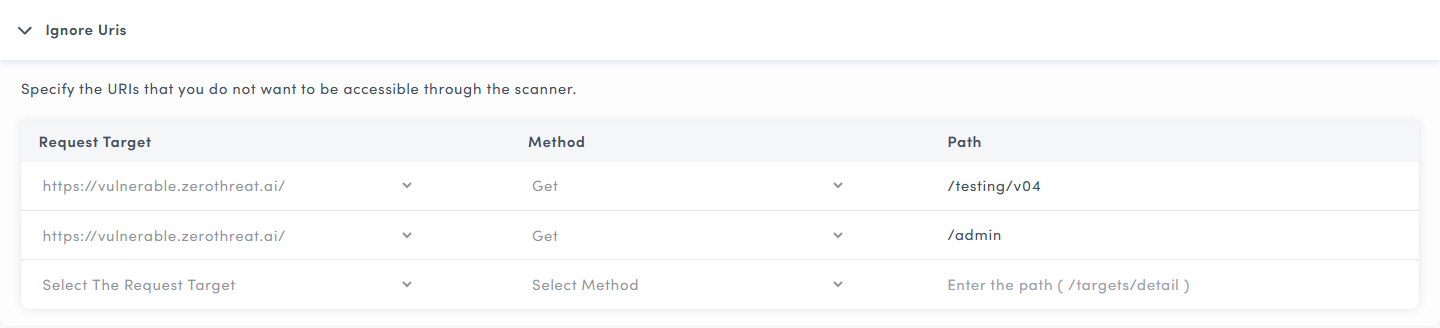 Ignore Uris
Specify the URIs that you do not want to be accessible through the scanner.
Request Target Method Path
https://vulnerable.zerothreat.ai/ Get /testing/v04
https://vulnerable.zerothreat.ai/ Get /admin
Select The Request Target Select Method Enter the path ( /targets/detail )